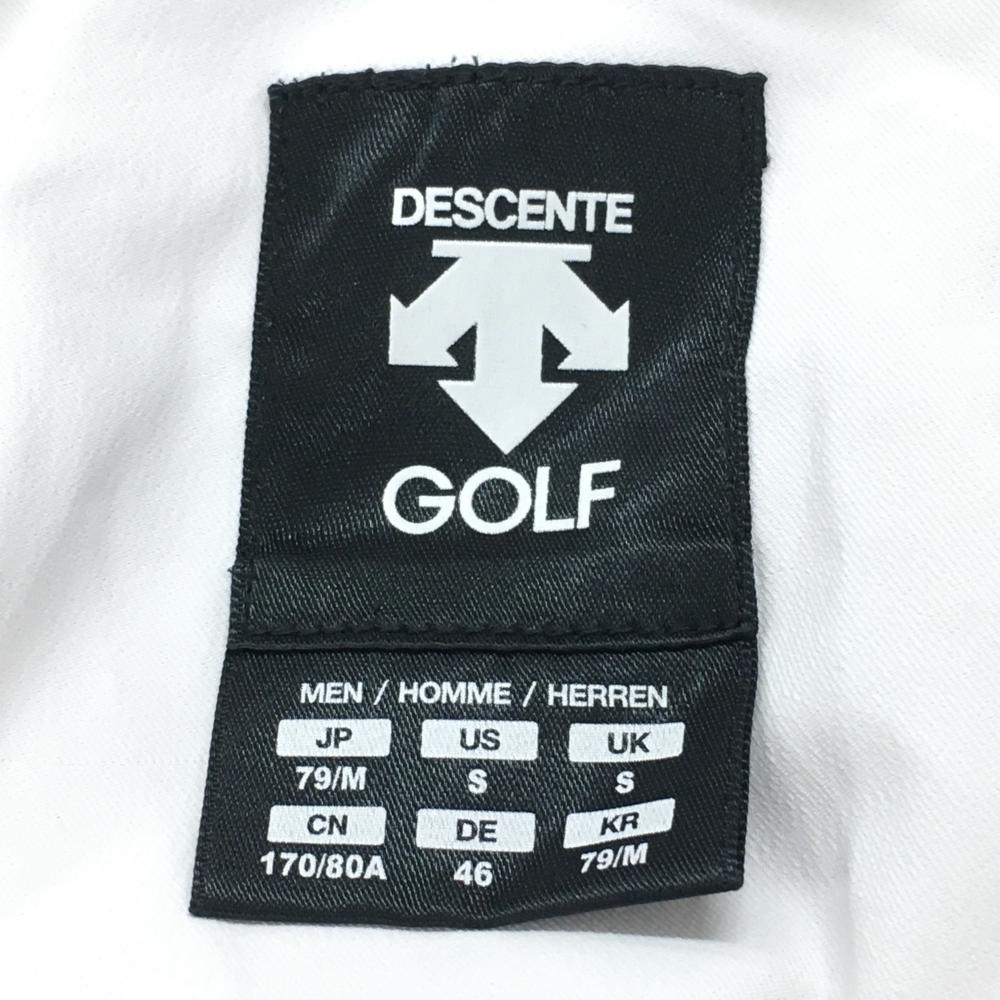 DESCENTE
GOLF
MEN / HOMME / HERREN
JP US UK
79/M S S
CN DE KR
170/80A 46 79/M